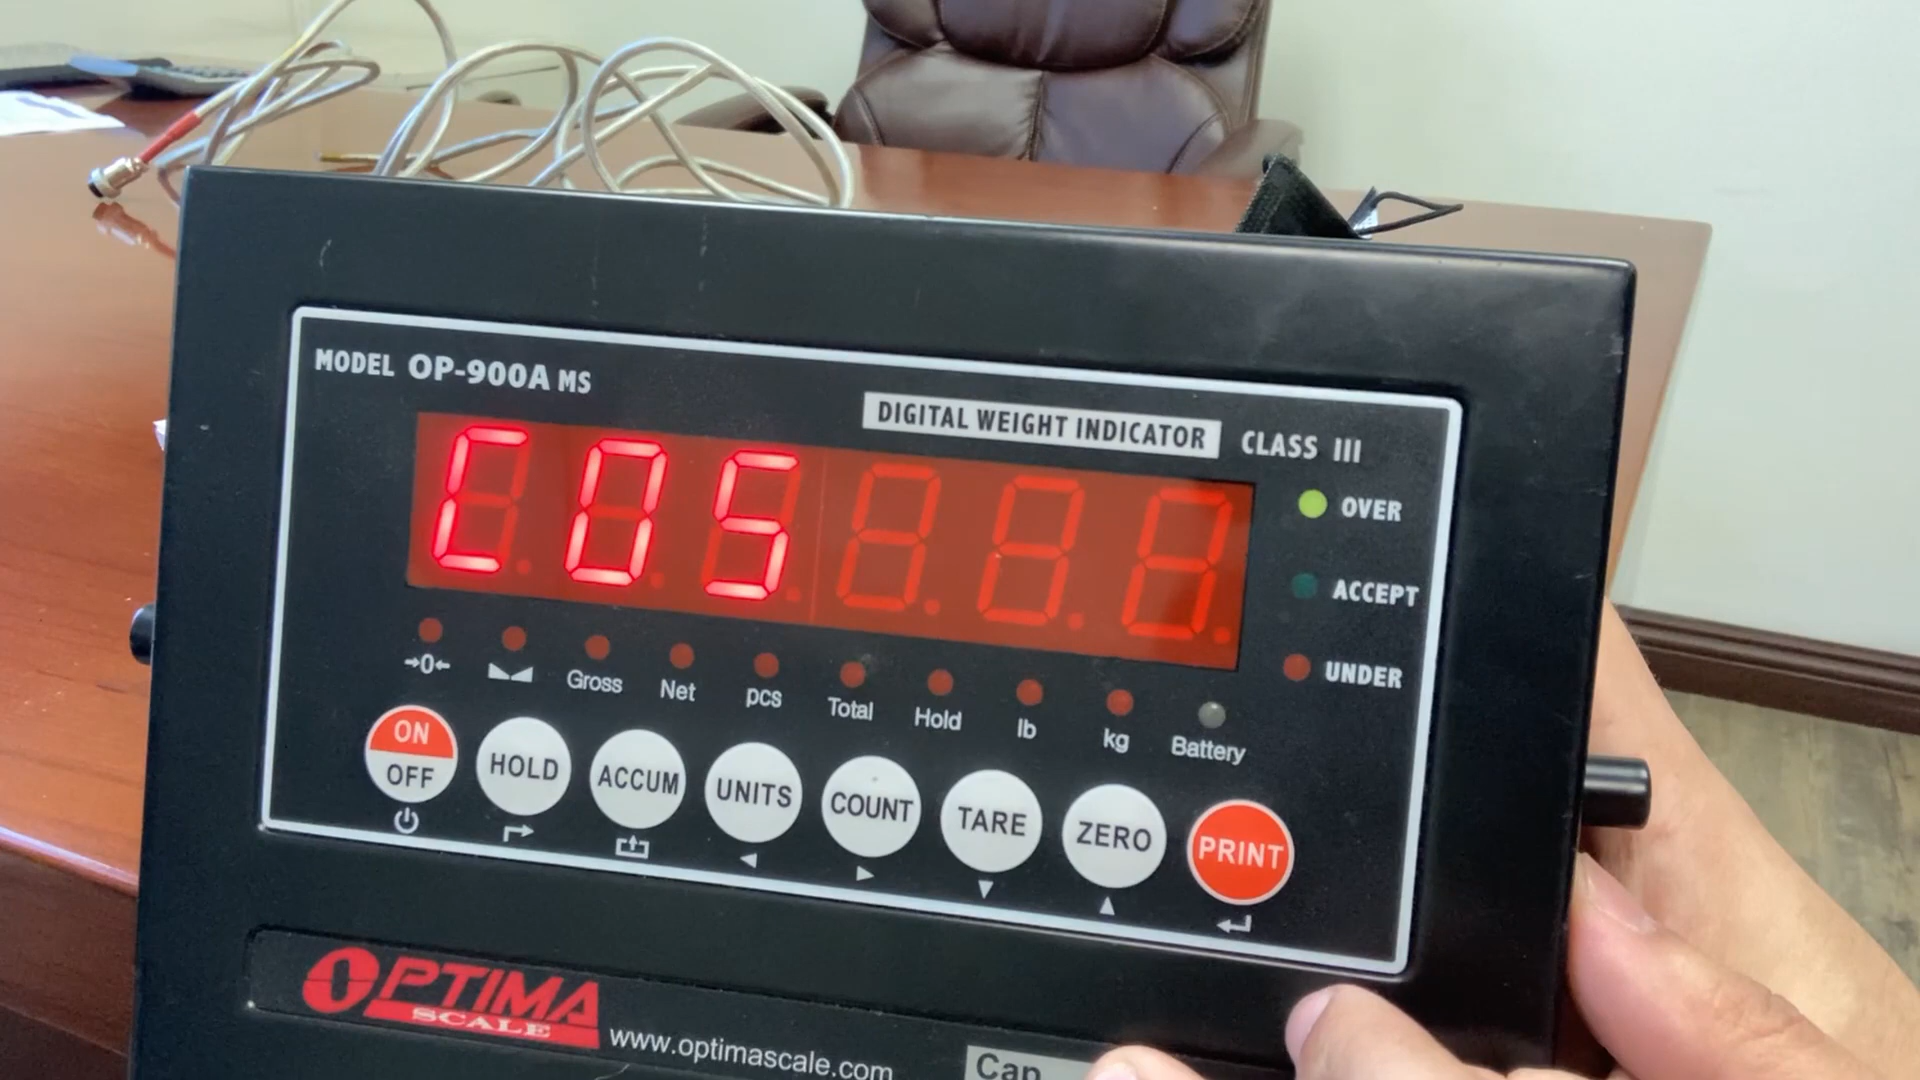 MODEL OP-900A MS
DIGITAL WEIGHT INDICATOR CLASS III
C05
OVER
ACCEPT
UNDER
→0← Gross Net pcs Total Hold lb kg Battery
ON OFF HOLD ACCUM UNITS COUNT TARE ZERO PRINT
OPTIMA
SCALE
www.optimascale.com
Cap